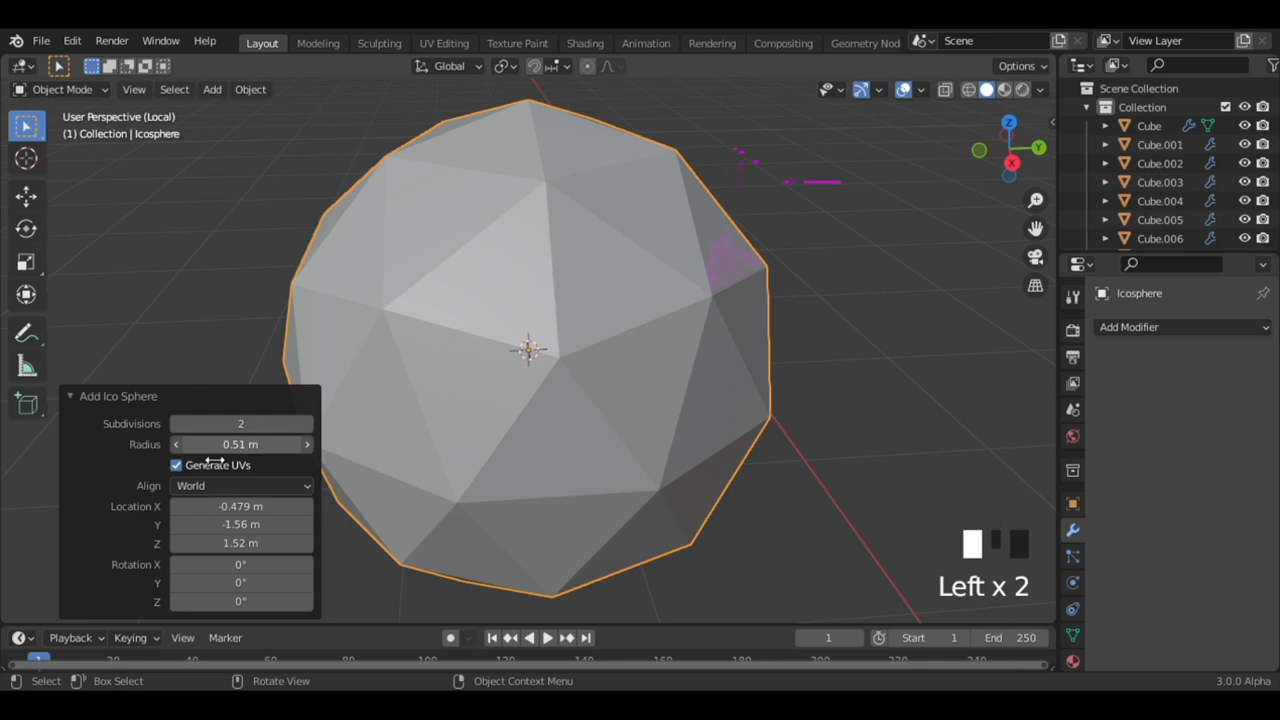 File Edit Render Window Help Layout Modeling Sculpting UV Editing Texture Paint Shading Animation Rendering Compositing Geometry Nod Scene View Layer
Global Options
Object Mode View Select Add Object
Scene Collection
Collection
User Perspective (Local)
(1) Collection | Icosphere
Cube
Cube.001
Cube.002
Cube.003
Cube.004
Cube.005
Cube.006
Z
Y
X
Icosphere
Add Modifier
Add Ico Sphere
Subdivisions 2
Radius 0.51 m
Generate UVs
Align World
Location X -0.479 m
Y -1.56 m
Z 1.52 m
Rotation X 0°
Y 0°
Z 0°
Left x 2
Playback Keying View Marker 1 Start 1 End 250
1
Select Box Select Rotate View Object Context Menu 3.0.0 Alpha